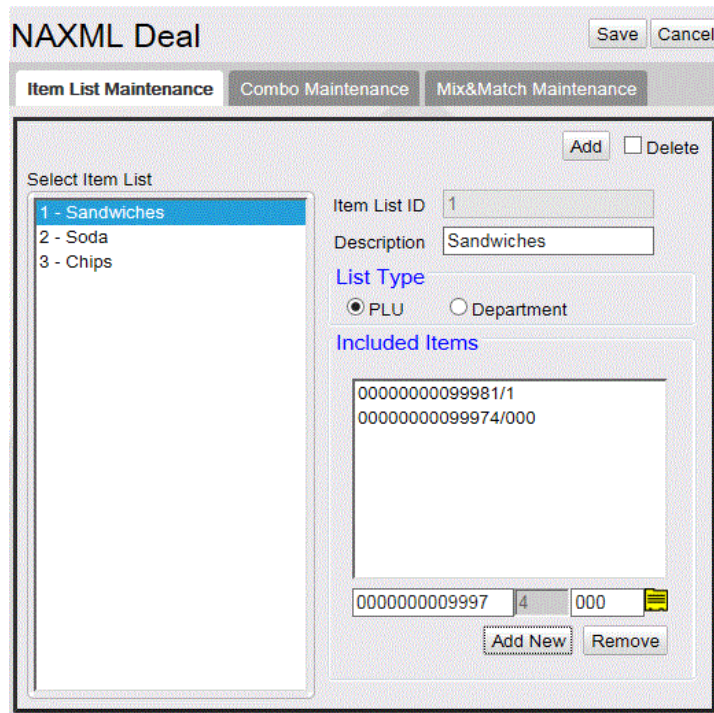 NAXML Deal
Save Cancel
Item List Maintenance Combo Maintenance Mix&Match Maintenance
Add Delete
Select Item List
1 - Sandwiches
2 - Soda
3 - Chips
Item List ID 1
Description Sandwiches
List Type
PLU Department
Included Items
00000000099981/1
00000000099974/000
0000000009997 4 000
Add New Remove